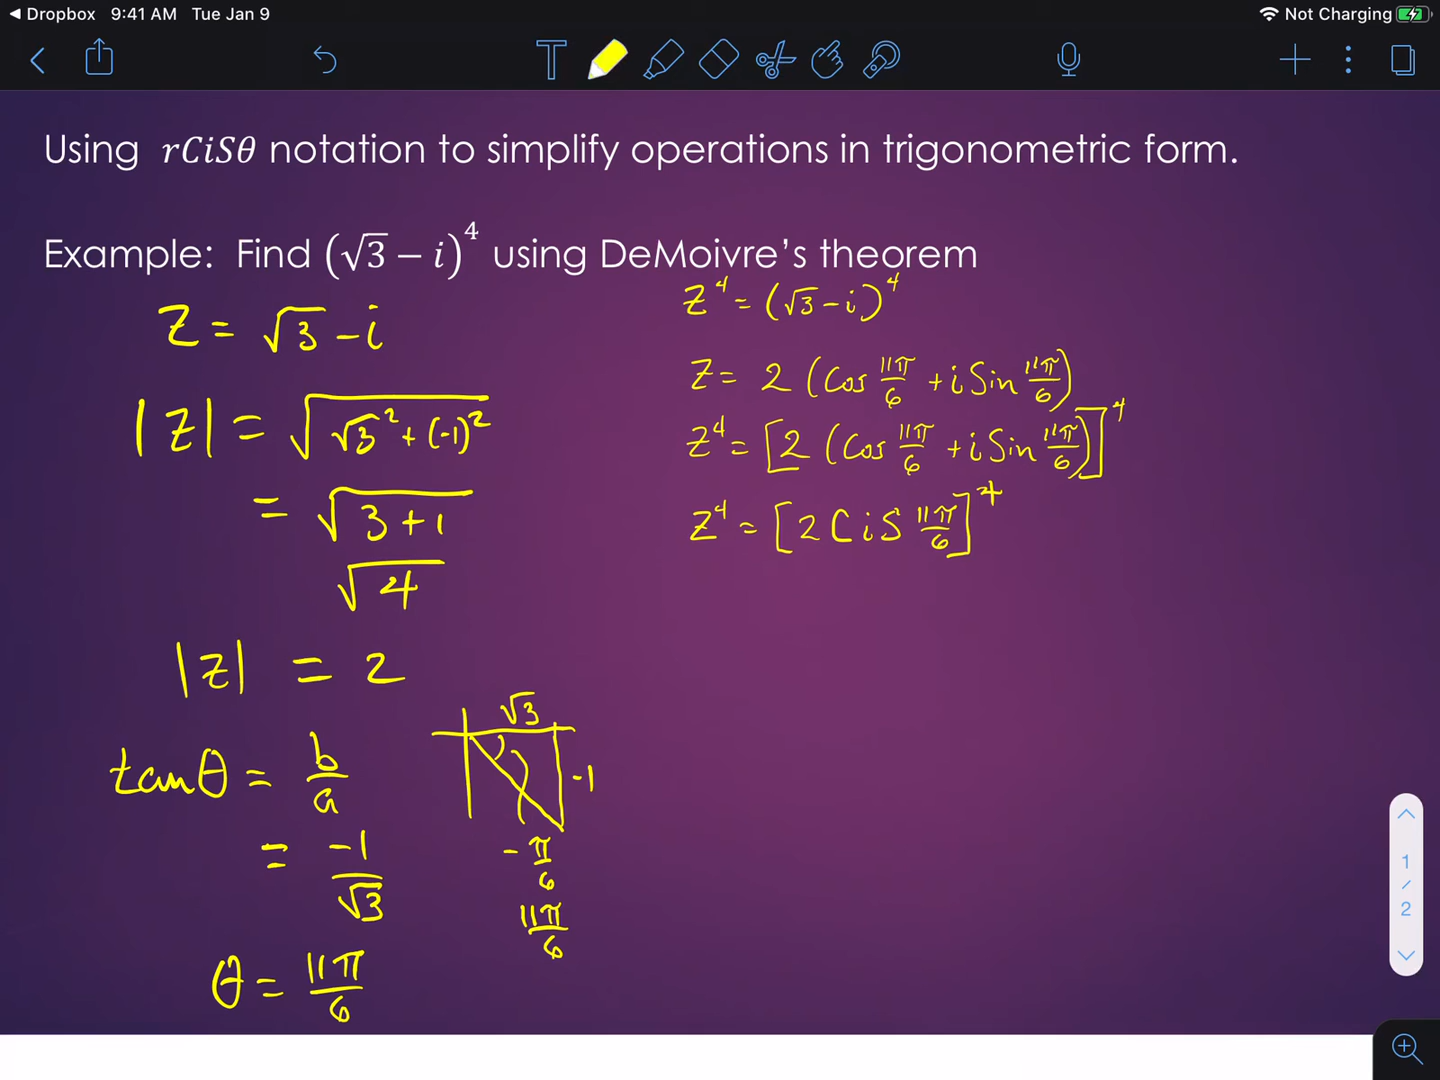 Dropbox 9:41 AM Tue Jan 9 Not Charging
Using rCiSθ notation to simplify operations in trigonometric form.
Example: Find (√3 − i)^4 using DeMoivre's theorem
Z = √3 − i
|Z| = √(√3² + (-1)²)
= √(3 + 1)
√4
|Z| = 2
tanθ = b/a
= -1/√3
θ = 11π/6
√3
-1
-π/6
11π/6
Z^4 = (√3 − i)^4
Z = 2 (Cos 11π/6 + i Sin 11π/6)
Z^4 = [2 (Cos 11π/6 + i Sin 11π/6)]^4
Z^4 = [2 CiS 11π/6]^4
1
/
2